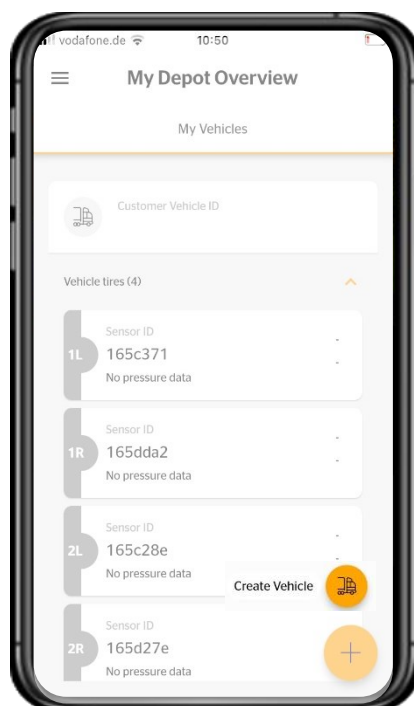 vodafone.de 10:50
My Depot Overview
My Vehicles
Customer Vehicle ID
Vehicle tires (4)
Sensor ID
1L 165c371
No pressure data
Sensor ID
1R 165dda2
No pressure data
Sensor ID
2L 165c28e
No pressure data
Create Vehicle
Sensor ID
2R 165d27e
No pressure data